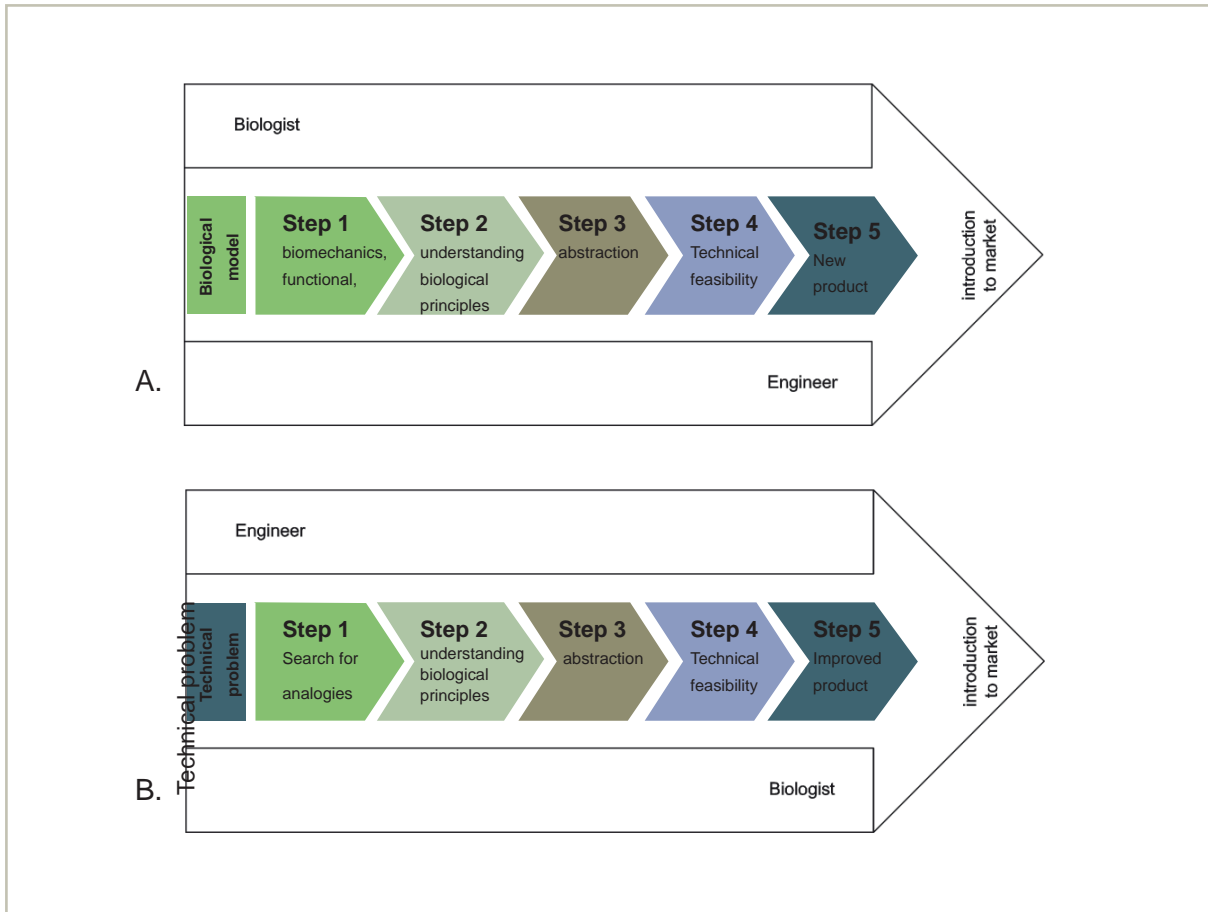 Biologist
Biological
model
Step 1
biomechanics,
functional,
Step 2
understanding
biological
principles
Step 3
abstraction
Step 4
Technical
feasibility
Step 5
New
product
introduction
to market
A.
Engineer
Engineer
Technical problem
Technical
problem
Step 1
Search for
analogies
Step 2
understanding
biological
principles
Step 3
abstraction
Step 4
Technical
feasibility
Step 5
Improved
product
introduction
to market
B.
Biologist